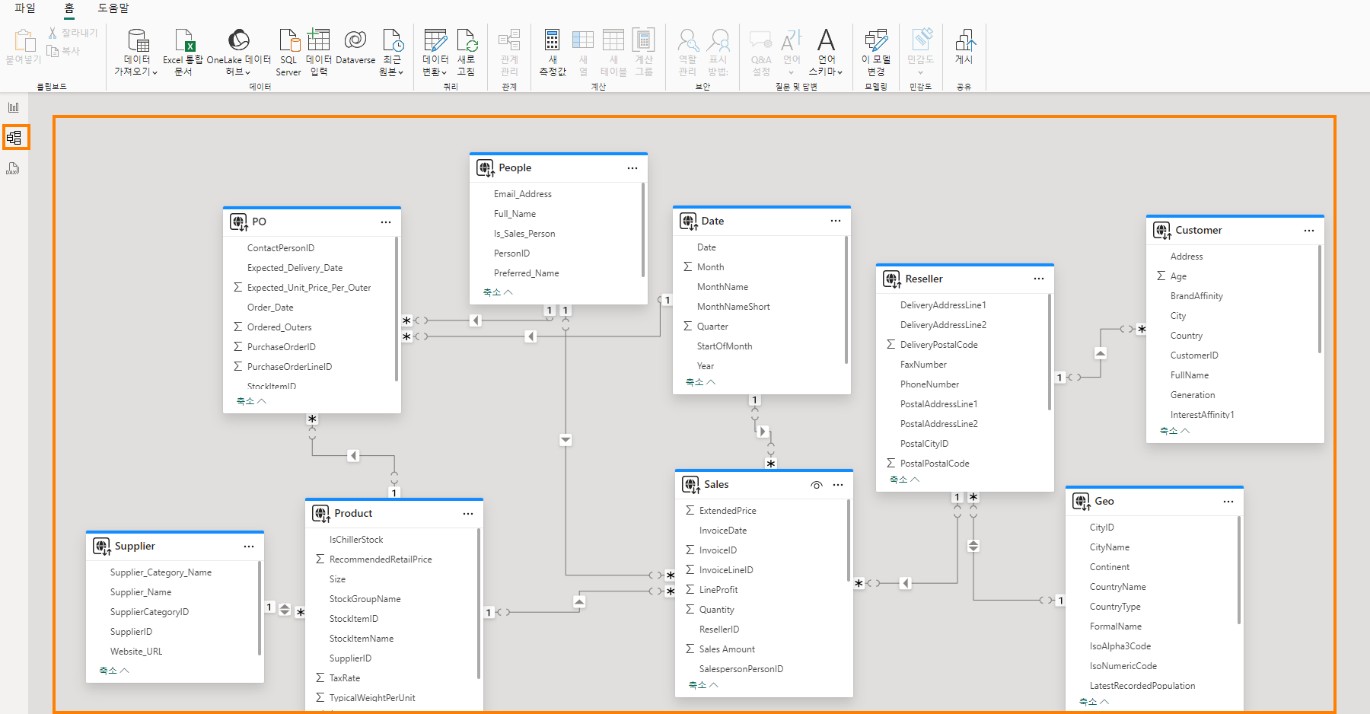 파일 홈 도움말
붙여넣기
잘라내기
복사
클립보드
데이터 가져오기
Excel 통합 문서
OneLake 데이터 허브
SQL Server
데이터 입력
Dataverse
최근 원본
데이터
데이터 변환
새로 고침
쿼리
관계 관리
관계
새 측정값
새 열
새 테이블
계산 그룹
계산
역할 관리
표시 방법:
보안
Q&A 설정
언어
언어 스키마
질문 및 답변
이 모델 변경
모델링
민감도
민감도
게시
공유
People
Email_Address
Full_Name
Is_Sales_Person
PersonID
Preferred_Name
축소
PO
ContactPersonID
Expected_Delivery_Date
Σ Expected_Unit_Price_Per_Outer
Order_Date
Σ Ordered_Outers
Σ PurchaseOrderID
Σ PurchaseOrderLineID
StockItemID
축소
Date
Date
Σ Month
MonthName
MonthNameShort
Σ Quarter
StartOfMonth
Year
축소
Reseller
DeliveryAddressLine1
DeliveryAddressLine2
Σ DeliveryPostalCode
FaxNumber
PhoneNumber
PostalAddressLine1
PostalAddressLine2
PostalCityID
Σ PostalPostalCode
축소
Customer
Address
Σ Age
BrandAffinity
City
Country
CustomerID
FullName
Generation
InterestAffinity1
축소
1 1
1
*
*
1
*
1
*
*
1
1
*
Supplier
Supplier_Category_Name
Supplier_Name
SupplierCategoryID
SupplierID
Website_URL
축소
1 *
Product
IsChillerStock
Σ RecommendedRetailPrice
Size
StockGroupName
StockItemID
StockItemName
SupplierID
Σ TaxRate
Σ TypicalWeightPerUnit
1
*
*
Sales
Σ ExtendedPrice
InvoiceDate
Σ InvoiceID
Σ InvoiceLineID
Σ LineProfit
Σ Quantity
ResellerID
Σ Sales Amount
SalespersonPersonID
축소
1 *
*
1
Geo
CityID
CityName
Continent
CountryName
CountryType
FormalName
IsoAlpha3Code
IsoNumericCode
LatestRecordedPopulation
축소